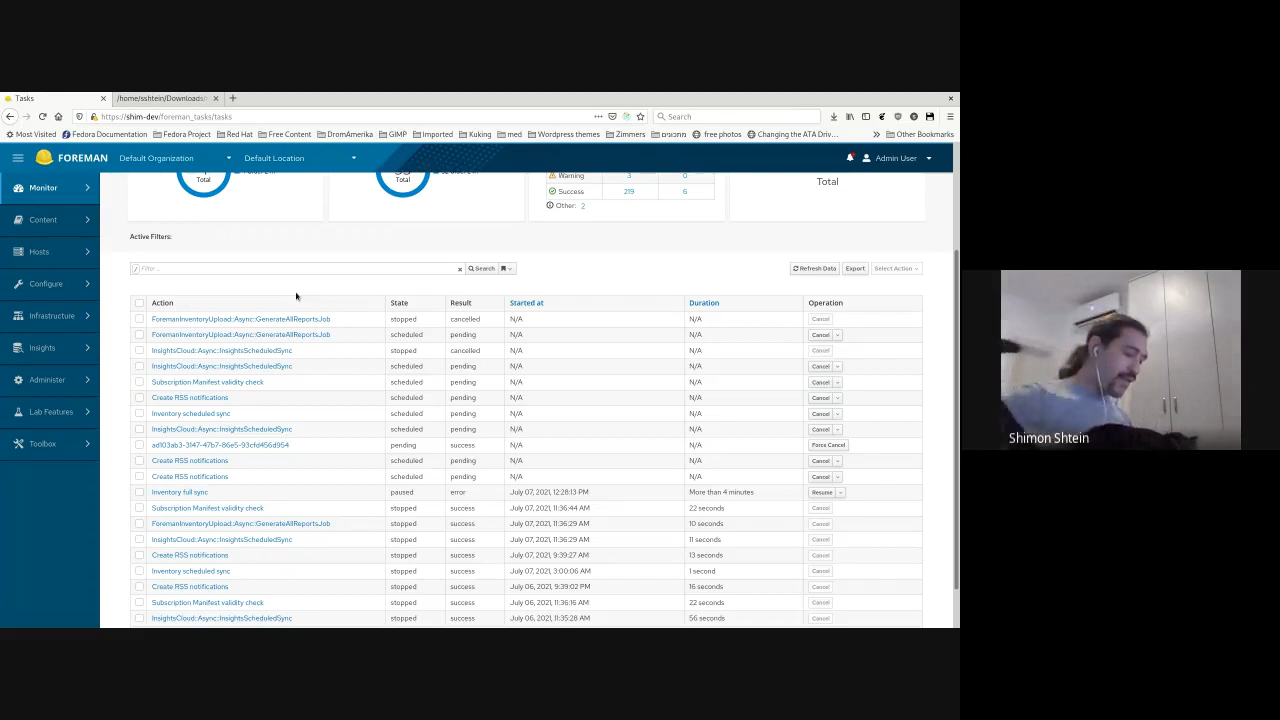 Tasks
/home/sshtein/Downloads/
https://shim-dev/foreman_tasks/tasks
Search
Most Visited Fedora Documentation Fedora Project Red Hat Free Content DromAmerika GIMP Imported Kuking med Wordpress themes Zimmers מתכונים free photos Changing the ATA Driv... Other Bookmarks
FOREMAN Default Organization Default Location Admin User
Monitor
Content
Hosts
Configure
Infrastructure
Insights
Administer
Lab Features
Toolbox
Total Total Warning 3 0 Total
Success 219 6
Other: 2
Active Filters:
Filter ... Search Refresh Data Export Select Action
Action State Result Started at Duration Operation
ForemanInventoryUpload::Async::GenerateAllReportsJob stopped cancelled N/A N/A Cancel
ForemanInventoryUpload::Async::GenerateAllReportsJob scheduled pending N/A N/A Cancel
InsightsCloud::Async::InsightsScheduledSync stopped cancelled N/A N/A Cancel
InsightsCloud::Async::InsightsScheduledSync scheduled pending N/A N/A Cancel
Subscription Manifest validity check scheduled pending N/A N/A Cancel
Create RSS notifications scheduled pending N/A N/A Cancel
Inventory scheduled sync scheduled pending N/A N/A Cancel
InsightsCloud::Async::InsightsScheduledSync scheduled pending N/A N/A Cancel
ad103ab3-3147-47b7-86e5-93cfd456d954 pending success N/A N/A Force Cancel
Create RSS notifications scheduled pending N/A N/A Cancel
Create RSS notifications scheduled pending N/A N/A Cancel
Inventory full sync paused error July 07, 2021, 12:28:13 PM More than 4 minutes Resume
Subscription Manifest validity check stopped success July 07, 2021, 11:36:44 AM 22 seconds Cancel
ForemanInventoryUpload::Async::GenerateAllReportsJob stopped success July 07, 2021, 11:36:29 AM 10 seconds Cancel
InsightsCloud::Async::InsightsScheduledSync stopped success July 07, 2021, 11:36:29 AM 11 seconds Cancel
Create RSS notifications stopped success July 07, 2021, 9:39:27 AM 13 seconds Cancel
Inventory scheduled sync stopped success July 07, 2021, 3:00:06 AM 1 second Cancel
Create RSS notifications stopped success July 06, 2021, 9:39:02 PM 16 seconds Cancel
Subscription Manifest validity check stopped success July 06, 2021, 11:36:16 AM 22 seconds Cancel
InsightsCloud::Async::InsightsScheduledSync stopped success July 06, 2021, 11:35:28 AM 56 seconds Cancel
Shimon Shtein